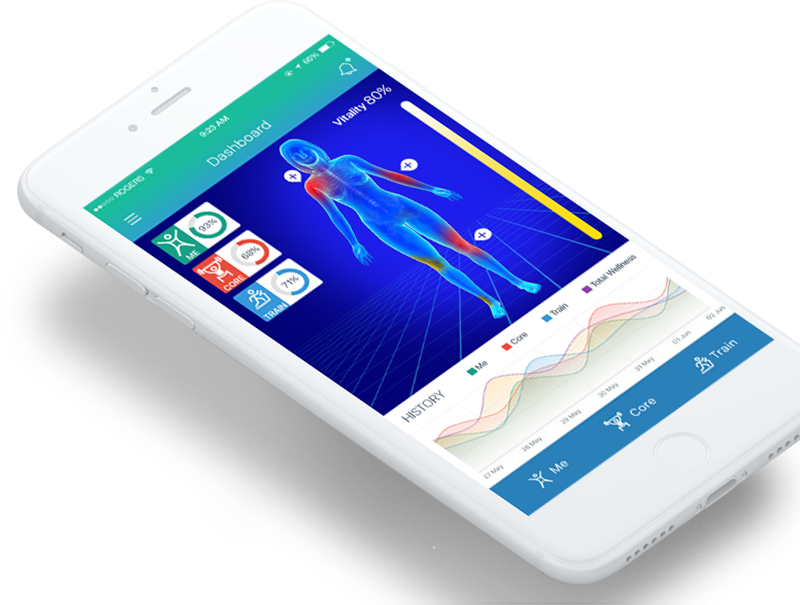 ROGERS 9:23 AM 66%
Dashboard
Vitality 80%
93%
ME
68%
CORE
71%
TRAIN
HISTORY
Me
Core
Train
Total Wellness
27 May
28 May
29 May
30 May
31 May
01 Jun
02 Jun
Me
Core
Train